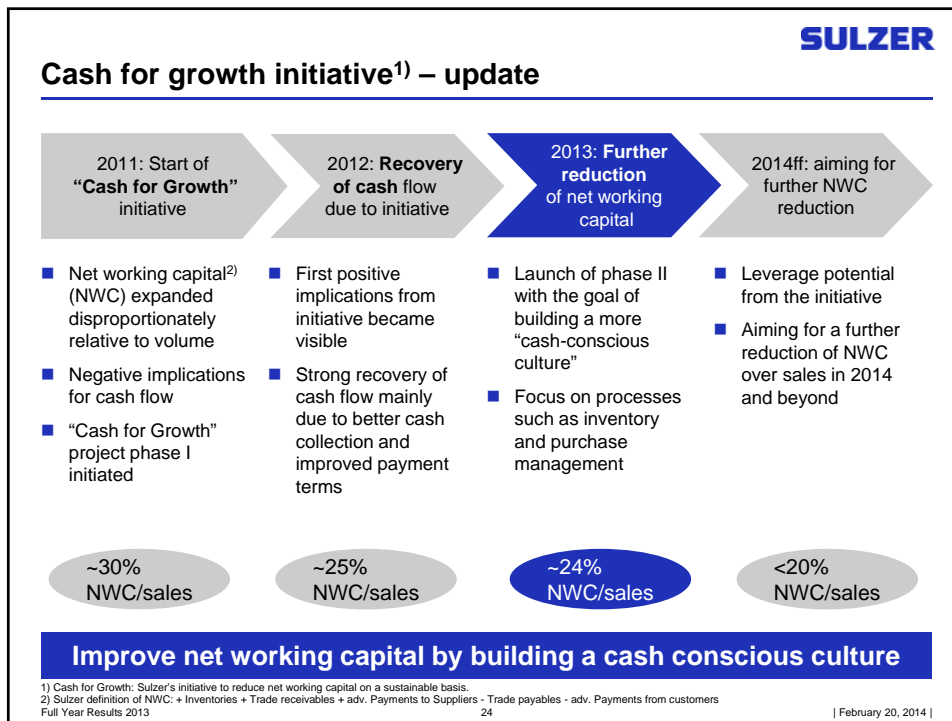 SULZER
Cash for growth initiative1) – update
2011: Start of
“Cash for Growth”
initiative
2012: Recovery
of cash flow
due to initiative
2013: Further
reduction
of net working
capital
2014ff: aiming for
further NWC
reduction
■ Net working capital2)
(NWC) expanded
disproportionately
relative to volume
■ Negative implications
for cash flow
■ “Cash for Growth”
project phase I
initiated
■ First positive
implications from
initiative became
visible
■ Strong recovery of
cash flow mainly
due to better cash
collection and
improved payment
terms
■ Launch of phase II
with the goal of
building a more
“cash-conscious
culture”
■ Focus on processes
such as inventory
and purchase
management
■ Leverage potential
from the initiative
■ Aiming for a further
reduction of NWC
over sales in 2014
and beyond
~30%
NWC/sales
~25%
NWC/sales
~24%
NWC/sales
<20%
NWC/sales
Improve net working capital by building a cash conscious culture
1) Cash for Growth: Sulzer’s initiative to reduce net working capital on a sustainable basis.
2) Sulzer definition of NWC: + Inventories + Trade receivables + adv. Payments to Suppliers - Trade payables - adv. Payments from customers
Full Year Results 2013 24 | February 20, 2014 |